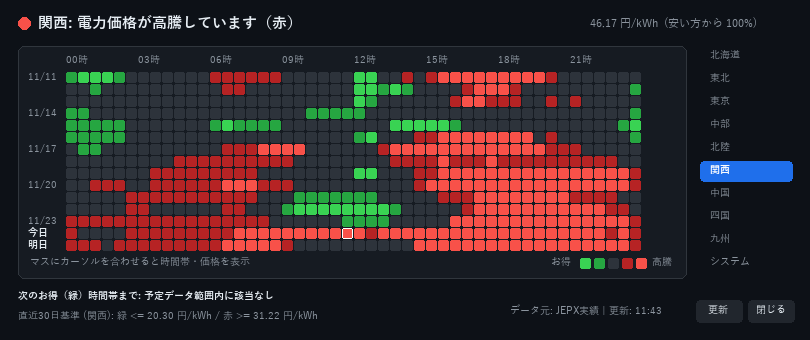 関西: 電力価格が高騰しています（赤）
46.17 円/kWh（安い方から 100%）
00時 03時 06時 09時 12時 15時 18時 21時
11/11
11/14
11/17
11/20
11/23
今日
明日
マスにカーソルを合わせると時間帯・価格を表示
お得 高騰
北海道
東北
東京
中部
北陸
関西
中国
四国
九州
システム
次のお得（緑）時間帯まで: 予定データ範囲内に該当なし
直近30日基準 (関西): 緑 <= 20.30 円/kWh / 赤 >= 31.22 円/kWh
データ元: JEPX実績 | 更新: 11:43
更新
閉じる